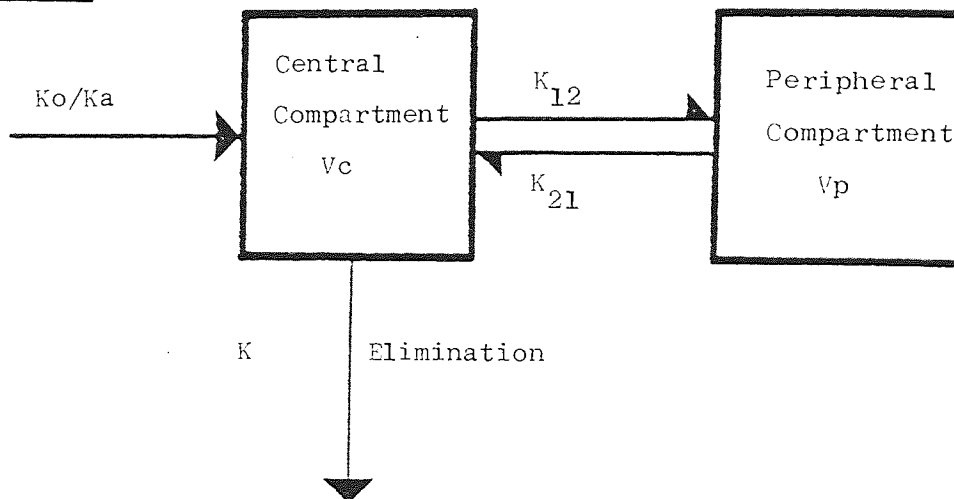 Ko/Ka
Central
Compartment
Vc
K12
K21
Peripheral
Compartment
Vp
K
Elimination